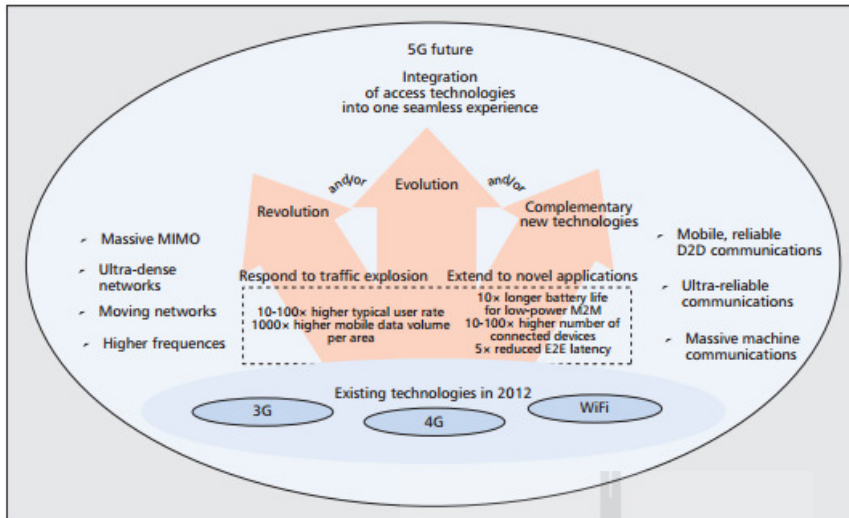 5G future
Integration
of access technologies
into one seamless experience
and/or
Evolution
and/or
Revolution
Complementary
new technologies
- Massive MIMO
- Ultra-dense
networks
- Moving networks
- Higher frequences
Respond to traffic explosion
10-100× higher typical user rate
1000× higher mobile data volume
per area
Extend to novel applications
10× longer battery life
for low-power M2M
10-100× higher number of
connected devices
5× reduced E2E latency
- Mobile, reliable
D2D communications
- Ultra-reliable
communications
- Massive machine
communications
Existing technologies in 2012
3G
4G
WiFi